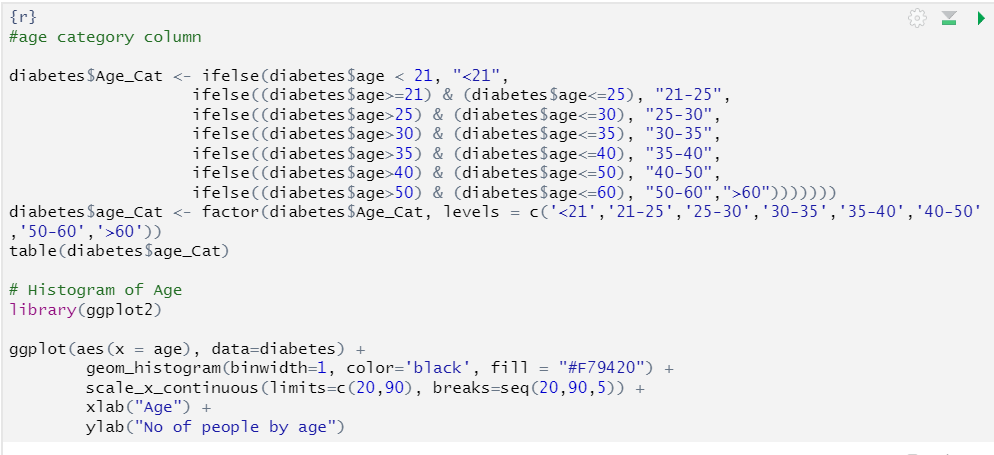 {r}
#age category column
diabetes$Age_Cat <- ifelse(diabetes$age < 21, "<21",
ifelse((diabetes$age>=21) & (diabetes$age<=25), "21-25",
ifelse((diabetes$age>25) & (diabetes$age<=30), "25-30",
ifelse((diabetes$age>30) & (diabetes$age<=35), "30-35",
ifelse((diabetes$age>35) & (diabetes$age<=40), "35-40",
ifelse((diabetes$age>40) & (diabetes$age<=50), "40-50",
ifelse((diabetes$age>50) & (diabetes$age<=60), "50-60",">60")))))))
diabetes$age_Cat <- factor(diabetes$Age_Cat, levels = c('<21','21-25','25-30','30-35','35-40','40-50'
,'50-60','>60'))
table(diabetes$age_Cat)
# Histogram of Age
library(ggplot2)
ggplot(aes(x = age), data=diabetes) +
geom_histogram(binwidth=1, color='black', fill = "#F79420") +
scale_x_continuous(limits=c(20,90), breaks=seq(20,90,5)) +
xlab("Age") +
ylab("No of people by age")